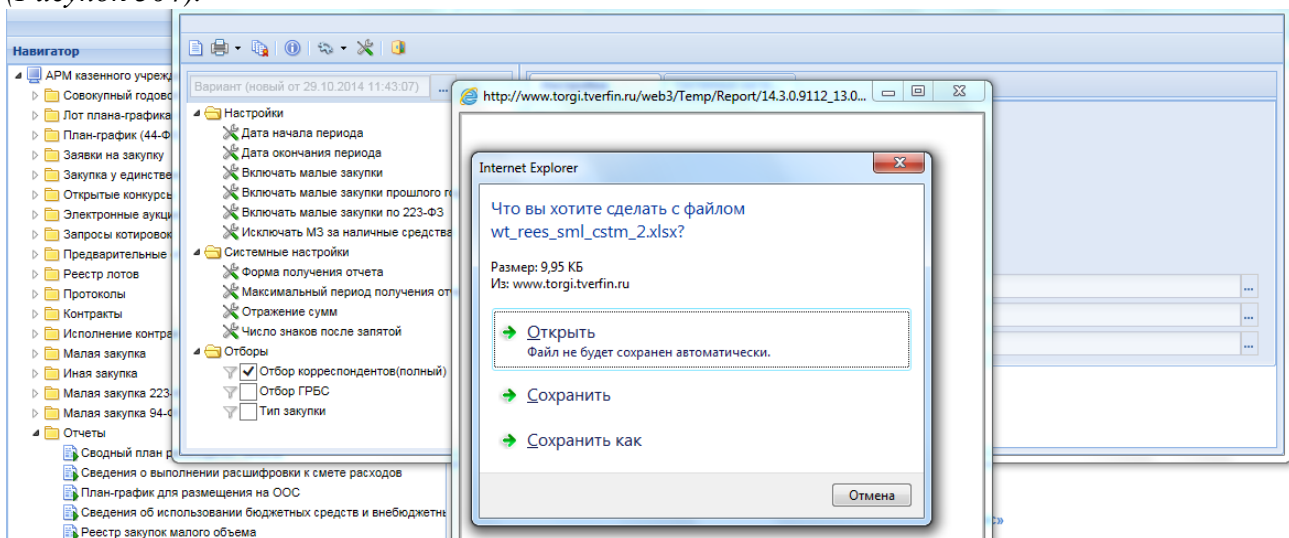 (Рисунок 364).
Навигатор
АРМ казенного учрежд
Совокупный годово
Лот плана-графика
План-график (44-Ф
Заявки на закупку
Закупка у единстве
Открытые конкурсь
Электронные аукци
Запросы котировок
Предварительные
Реестр лотов
Протоколы
Контракты
Исполнение контра
Малая закупка
Иная закупка
Малая закупка 223-
Малая закупка 94-Ф
Отчеты
Сводный план р
Сведения о выполнении расшифровки к смете расходов
План-график для размещения на ООС
Сведения об использовании бюджетных средств и внебюджетнь
Реестр закупок малого объема
Вариант (новый от 29.10.2014 11:43:07) ...
Настройки
Дата начала периода
Дата окончания периода
Включать малые закупки
Включать малые закупки прошлого го
Включать малые закупки по 223-ФЗ
Исключать МЗ за наличные средства
Системные настройки
Форма получения отчета
Максимальный период получения отч
Отражение сумм
Число знаков после запятой
Отборы
Отбор корреспондентов(полный)
Отбор ГРБС
Тип закупки
http://www.torgi.tverfin.ru/web3/Temp/Report/14.3.0.9112_13.0...
Internet Explorer
Что вы хотите сделать с файлом
wt_rees_sml_cstm_2.xlsx?
Размер: 9,95 КБ
Из: www.torgi.tverfin.ru
Открыть
Файл не будет сохранен автоматически.
Сохранить
Сохранить как
Отмена
...
...
...
с»